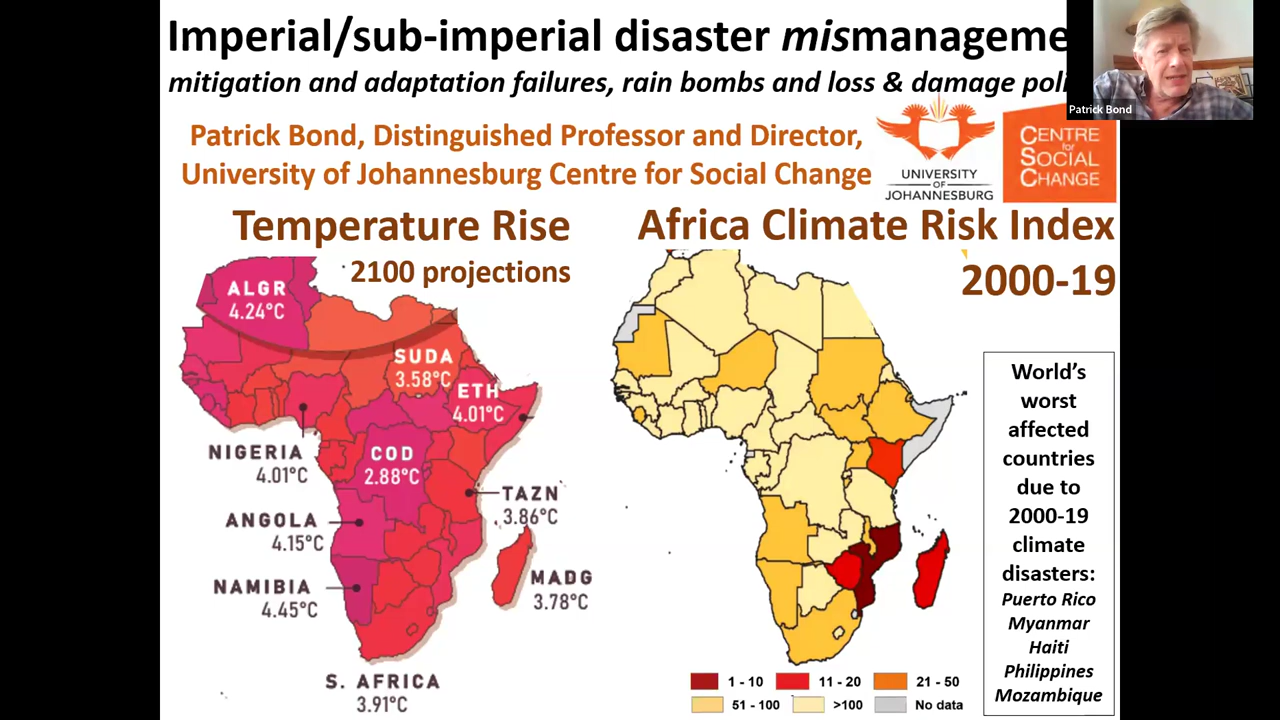 Imperial/sub-imperial disaster mismanageme
mitigation and adaptation failures, rain bombs and loss & damage poli
Patrick Bond
Patrick Bond, Distinguished Professor and Director,
University of Johannesburg Centre for Social Change
UNIVERSITY
OF
JOHANNESBURG
CENTRE
for
SOCIAL
CHANGE
Temperature Rise
2100 projections
ALGR
4.24°C
SUDA
3.58°C
ETH
4.01°C
NIGERIA
4.01°C
COD
2.88°C
TAZN
3.86°C
ANGOLA
4.15°C
NAMIBIA
4.45°C
MADG
3.78°C
S. AFRICA
3.91°C
Africa Climate Risk Index
2000-19
World's
worst
affected
countries
due to
2000-19
climate
disasters:
Puerto Rico
Myanmar
Haiti
Philippines
Mozambique
1 - 10
11 - 20
21 - 50
51 - 100
>100
No data